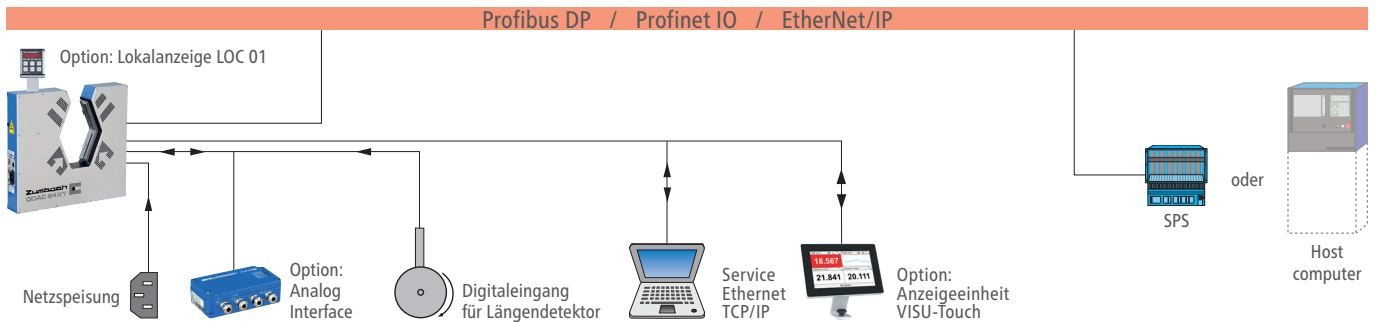 Profibus DP / Profinet IO / EtherNet/IP
Option: Lokalanzeige LOC 01
Zumbach
ODAC 64XY
Netzspeisung
Option:
Analog
Interface
Digitaleingang
für Längendetektor
Service
Ethernet
TCP/IP
18.567
21.841 20.111
Option:
Anzeigeeinheit
VISU-Touch
SPS
oder
Host
computer